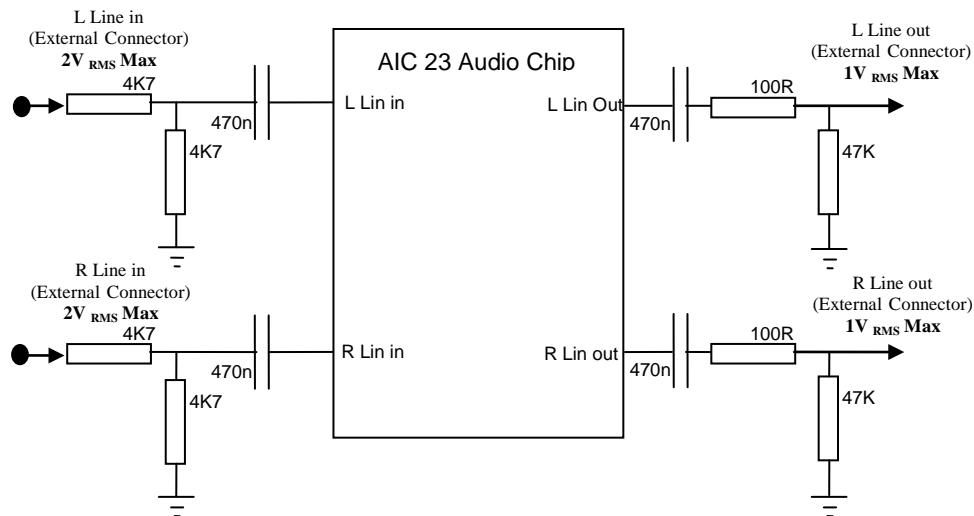 L Line in
(External Connector)
2V RMS Max
4K7
470n
4K7
AIC 23 Audio Chip
L Lin in
L Lin Out
L Line out
(External Connector)
1V RMS Max
100R
470n
47K
R Line in
(External Connector)
2V RMS Max
4K7
470n
4K7
R Lin in
R Lin out
R Line out
(External Connector)
1V RMS Max
100R
470n
47K